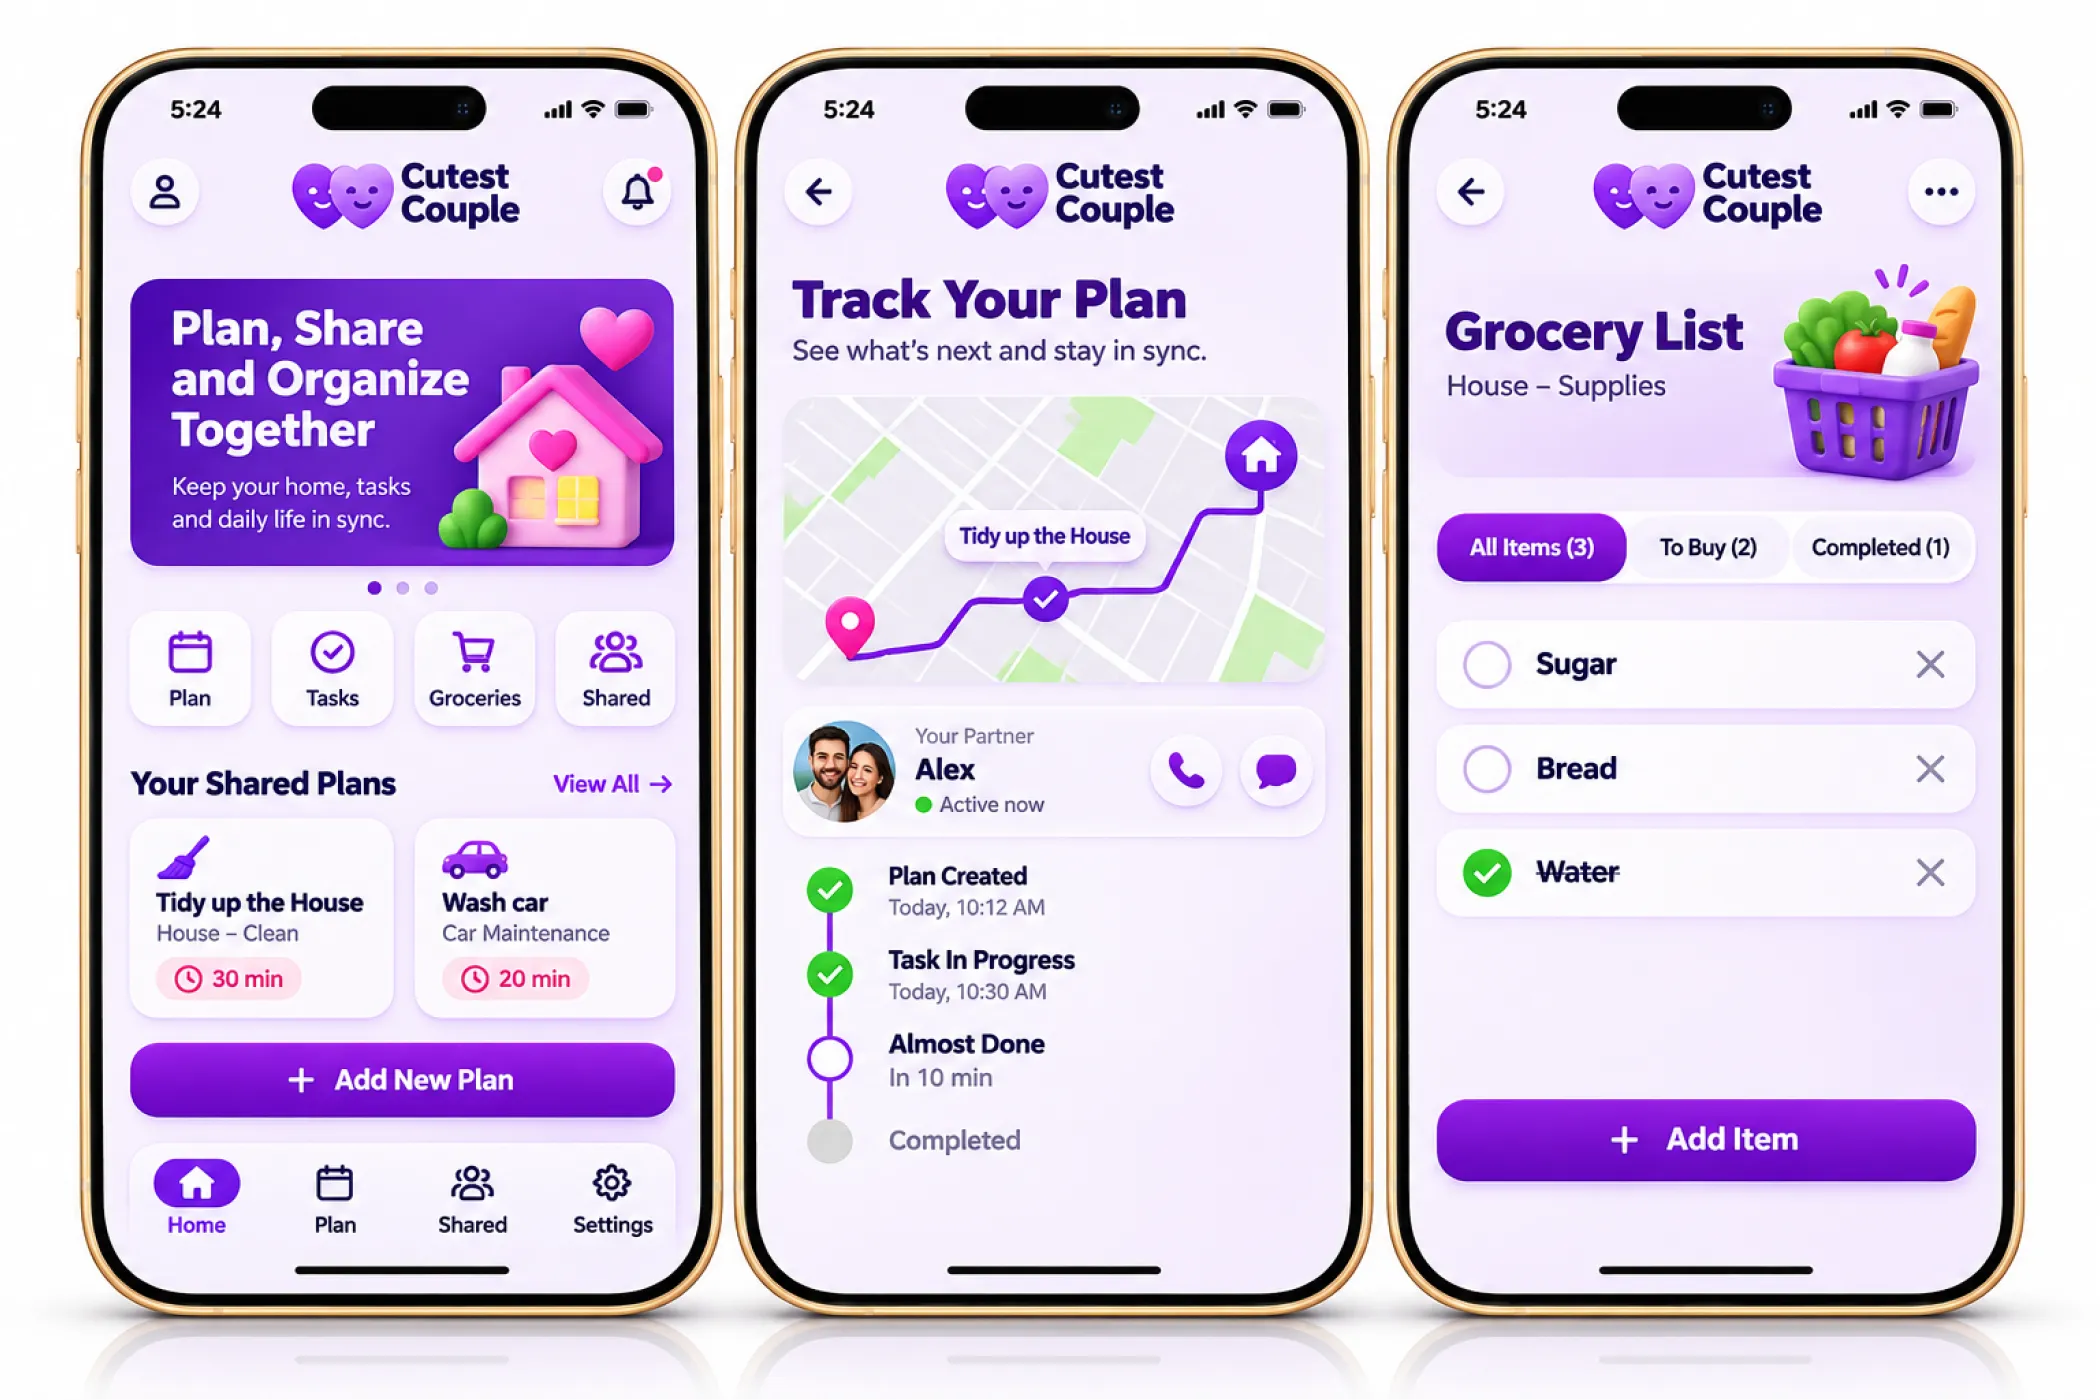 5:24
Cutest
Couple
Plan, Share
and Organize
Together
Keep your home, tasks
and daily life in sync.
Plan
Tasks
Groceries
Shared
Your Shared Plans
View All →
Tidy up the House
House – Clean
30 min
Wash car
Car Maintenance
20 min
+ Add New Plan
Home
Plan
Shared
Settings
5:24
Cutest
Couple
Track Your Plan
See what's next and stay in sync.
Tidy up the House
Your Partner
Alex
Active now
Plan Created
Today, 10:12 AM
Task In Progress
Today, 10:30 AM
Almost Done
In 10 min
Completed
5:24
Cutest
Couple
Grocery List
House – Supplies
All Items (3)
To Buy (2)
Completed (1)
Sugar
Bread
Water
+ Add Item